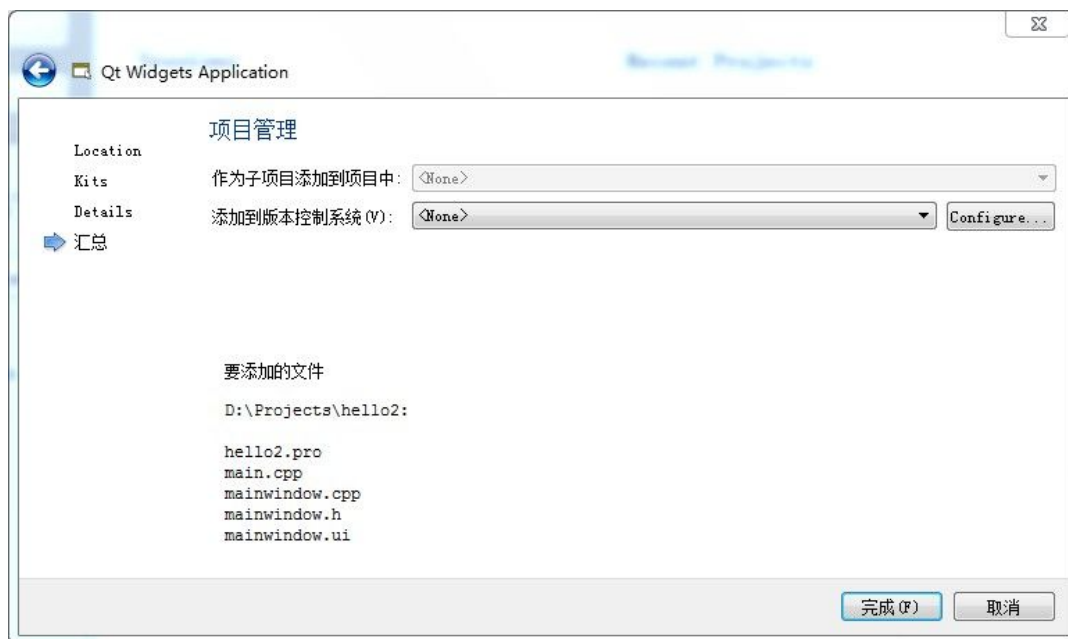 Recent Projects
Qt Widgets Application
项目管理
Location
Kits
Details
汇总
作为子项目添加到项目中: <None>
添加到版本控制系统(V): <None> Configure...
要添加的文件
D:\Projects\hello2:
hello2.pro
main.cpp
mainwindow.cpp
mainwindow.h
mainwindow.ui
完成(F) 取消